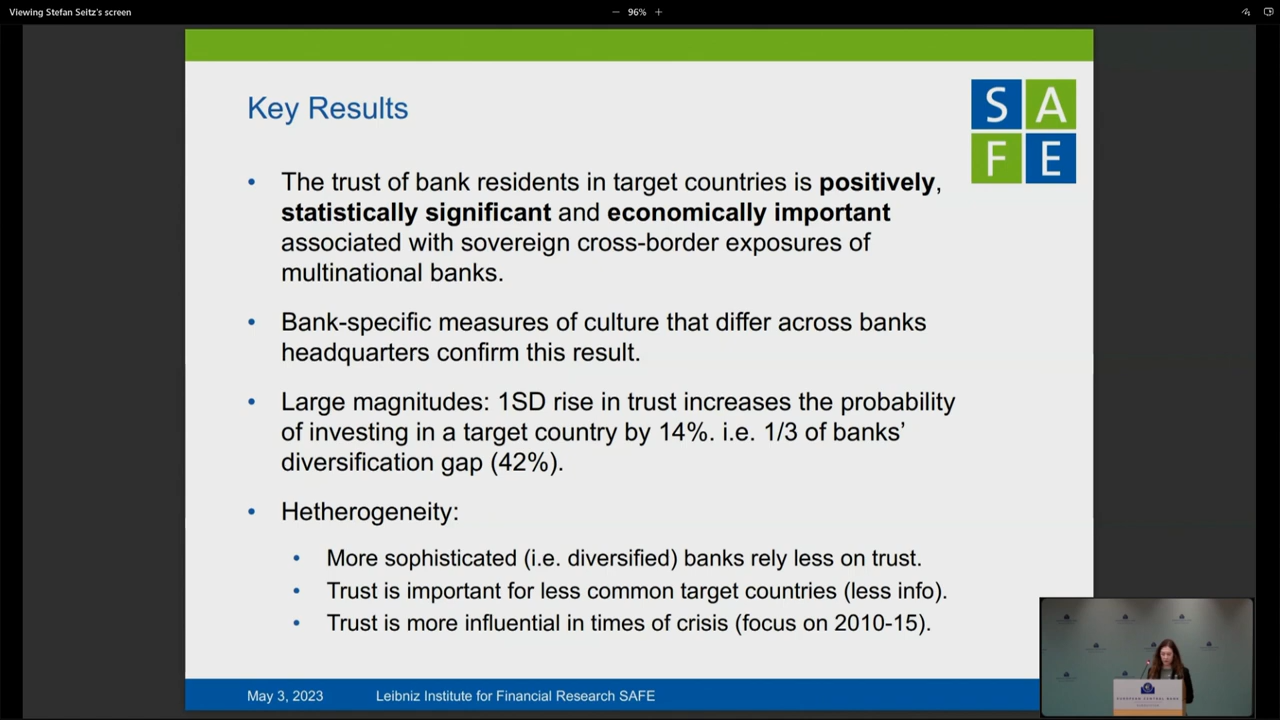 Viewing Stefan Seitz's screen
96%
Key Results
S A
F E
• The trust of bank residents in target countries is positively,
statistically significant and economically important
associated with sovereign cross-border exposures of
multinational banks.
• Bank-specific measures of culture that differ across banks
headquarters confirm this result.
• Large magnitudes: 1SD rise in trust increases the probability
of investing in a target country by 14%. i.e. 1/3 of banks'
diversification gap (42%).
• Hetherogeneity:
• More sophisticated (i.e. diversified) banks rely less on trust.
• Trust is important for less common target countries (less info).
• Trust is more influential in times of crisis (focus on 2010-15).
May 3, 2023 Leibniz Institute for Financial Research SAFE
EUROPEAN CENTRAL BANK